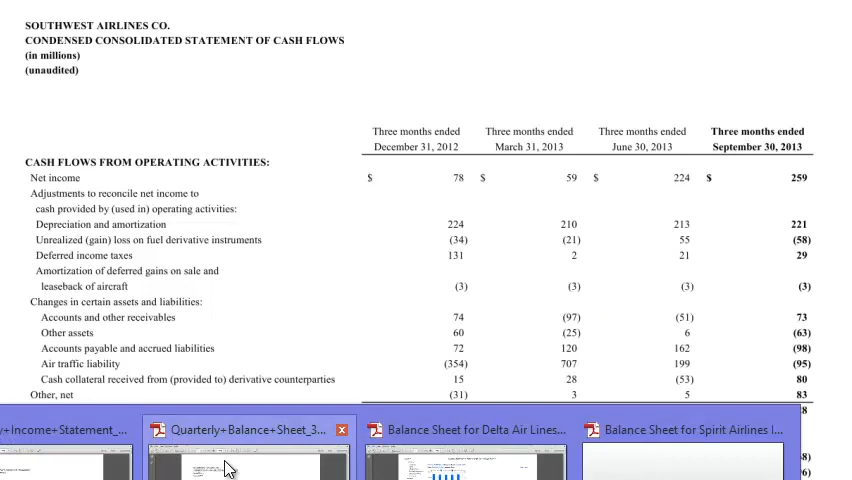 SOUTHWEST AIRLINES CO.
CONDENSED CONSOLIDATED STATEMENT OF CASH FLOWS
(in millions)
(unaudited)
Three months ended Three months ended Three months ended Three months ended
December 31, 2012 March 31, 2013 June 30, 2013 September 30, 2013
CASH FLOWS FROM OPERATING ACTIVITIES:
Net income $ 78 $ 59 $ 224 $ 259
Adjustments to reconcile net income to
cash provided by (used in) operating activities:
Depreciation and amortization 224 210 213 221
Unrealized (gain) loss on fuel derivative instruments (34) (21) 55 (58)
Deferred income taxes 131 2 21 29
Amortization of deferred gains on sale and
leaseback of aircraft (3) (3) (3) (3)
Changes in certain assets and liabilities:
Accounts and other receivables 74 (97) (51) 73
Other assets 60 (25) 6 (63)
Accounts payable and accrued liabilities 72 120 162 (98)
Air traffic liability (354) 707 199 (95)
Cash collateral received from (provided to) derivative counterparties 15 28 (53) 80
Other, net (31) 3 5 83
8
y+Income+Statement_... Quarterly+Balance+Sheet_3... Balance Sheet for Delta Air Lines... Balance Sheet for Spirit Airlines I...
8)
6)